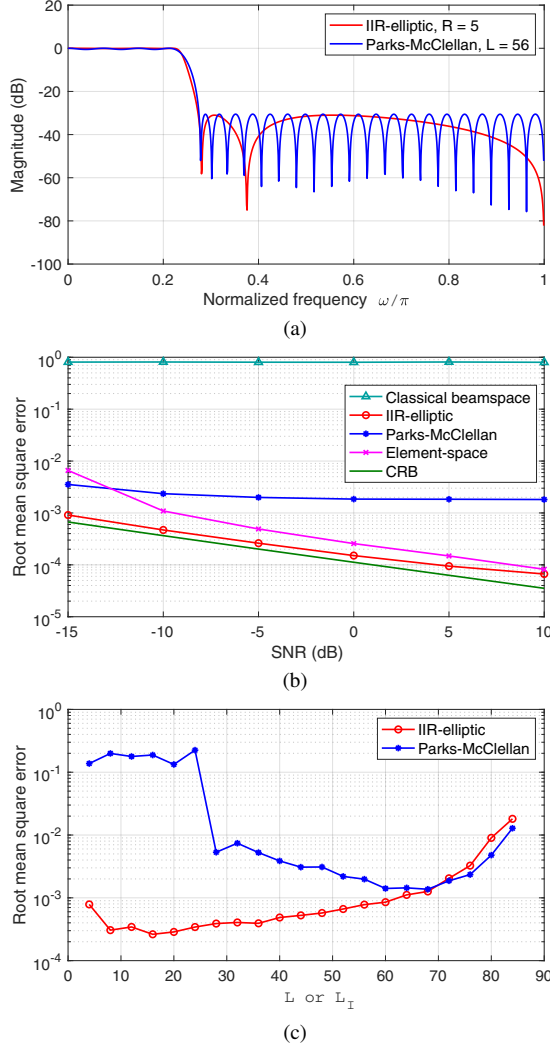 20
0
-20
-40
-60
-80
-100
Magnitude (dB)
IIR-elliptic, R = 5
Parks-McClellan, L = 56
0 0.2 0.4 0.6 0.8 1
Normalized frequency ω/π
(a)
10^0
10^-1
10^-2
10^-3
10^-4
10^-5
Root mean square error
Classical beamspace
IIR-elliptic
Parks-McClellan
Element-space
CRB
-15 -10 -5 0 5 10
SNR (dB)
(b)
10^0
10^-1
10^-2
10^-3
10^-4
Root mean square error
IIR-elliptic
Parks-McClellan
0 10 20 30 40 50 60 70 80 90
L or L_I
(c)